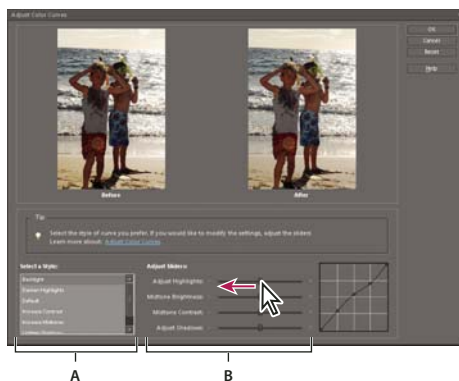 Adjust Color Curves
OK
Cancel
Reset
Help
Before
After
Tip
Select the style of curve you prefer. If you would like to modify the settings, adjust the sliders.
Learn more about: Adjust Color Curves
Select a Style:
Backlight
Darken Highlights
Default
Increase Contrast
Increase Midtones
Lighten Shadows
Adjust Sliders:
Adjust Highlights:
Midtone Brightness:
Midtone Contrast:
Adjust Shadows:
A
B